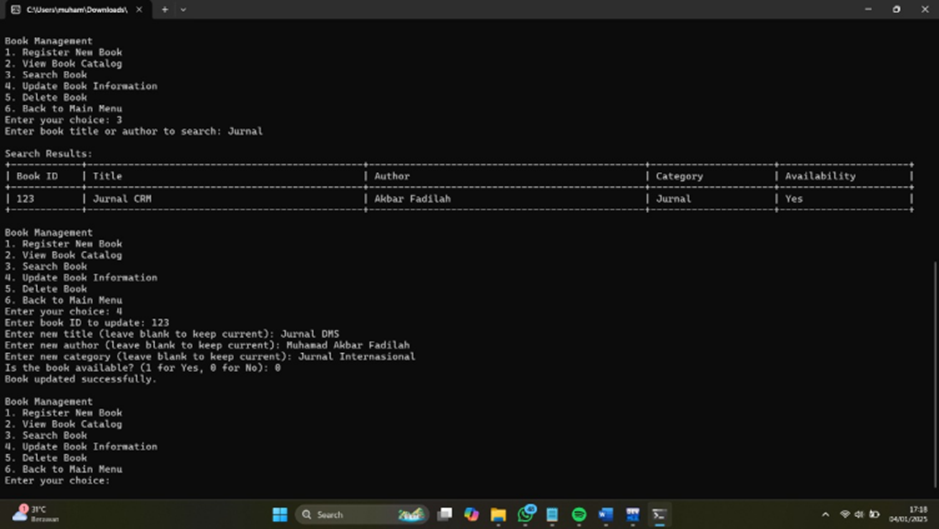 C:\Users\muham\Downloads\
Book Management
1. Register New Book
2. View Book Catalog
3. Search Book
4. Update Book Information
5. Delete Book
6. Back to Main Menu
Enter your choice: 3
Enter book title or author to search: Jurnal
Search Results:
| Book ID | Title | Author | Category | Availability |
| 123 | Jurnal CRM | Akbar Fadilah | Jurnal | Yes |
Book Management
1. Register New Book
2. View Book Catalog
3. Search Book
4. Update Book Information
5. Delete Book
6. Back to Main Menu
Enter your choice: 4
Enter book ID to update: 123
Enter new title (leave blank to keep current): Jurnal DMS
Enter new author (leave blank to keep current): Muhamad Akbar Fadilah
Enter new category (leave blank to keep current): Jurnal Internasional
Is the book available? (1 for Yes, 0 for No): 0
Book updated successfully.
Book Management
1. Register New Book
2. View Book Catalog
3. Search Book
4. Update Book Information
5. Delete Book
6. Back to Main Menu
Enter your choice:
1
31°C
Berawan
Search
17:18
04/01/2025